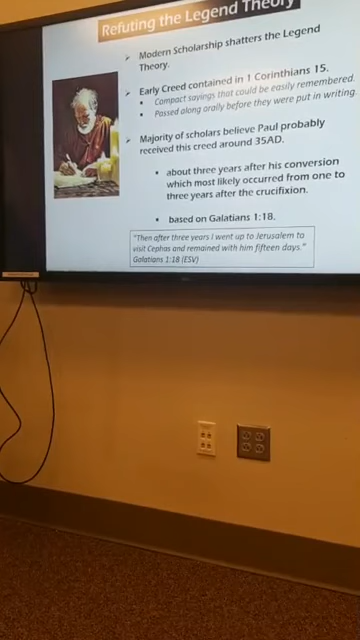 Refuting the Legend Theory
Modern Scholarship shatters the Legend
Theory.
Early Creed contained in 1 Corinthians 15.
Compact sayings that could be easily remembered.
Passed along orally before they were put in writing
Majority of scholars believe Paul probably
received this creed around 35AD.
about three years after his conversion
which most likely occurred from one to
three years after the crucifixion.
based on Galatians 1:18.
"Then after three years I went up to Jerusalem to
visit Cephas and remained with him fifteen days."
Galatians 1:18 (ESV)